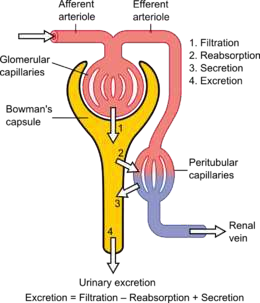 Afferent
arteriole
Efferent
arteriole
1. Filtration
2. Reabsorption
3. Secretion
4. Excretion
Glomerular
capillaries
Bowman's
capsule
1
2
Peritubular
capillaries
3
4
Renal
vein
Urinary excretion
Excretion = Filtration – Reabsorption + Secretion